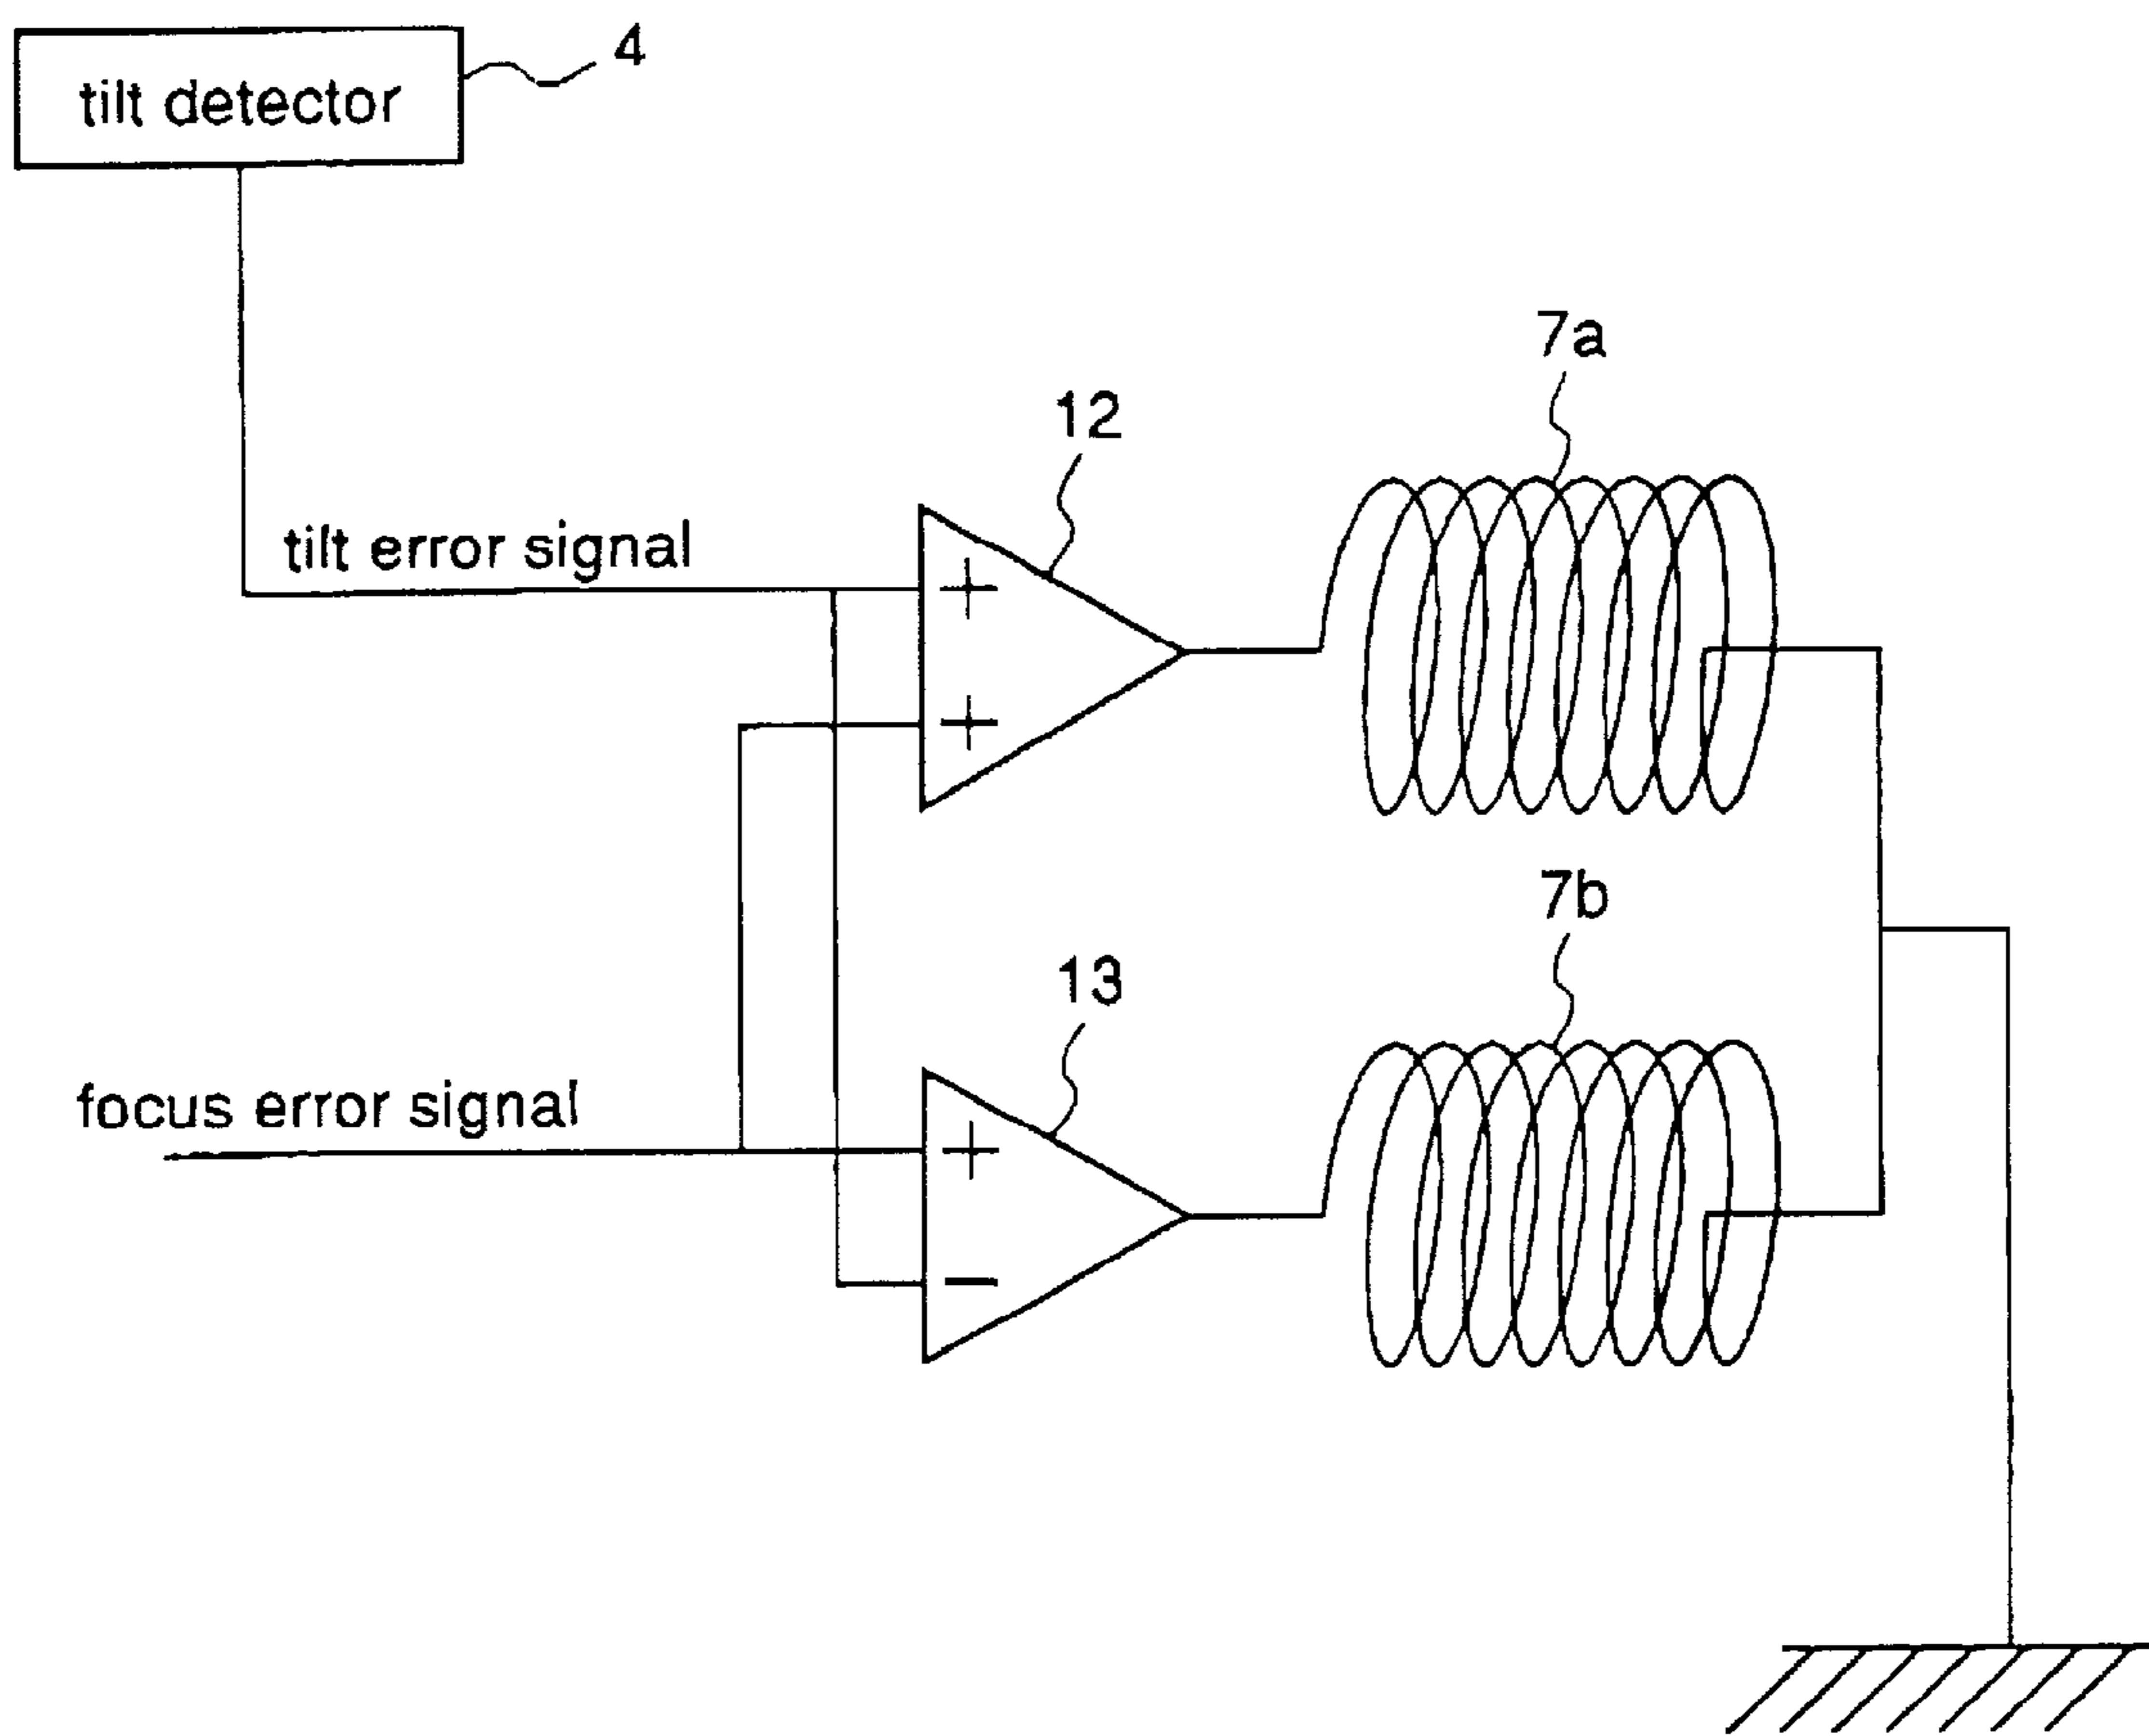 4
tilt detector
7a
12
tilt error signal
+
+
7b
13
focus error signal
+
−